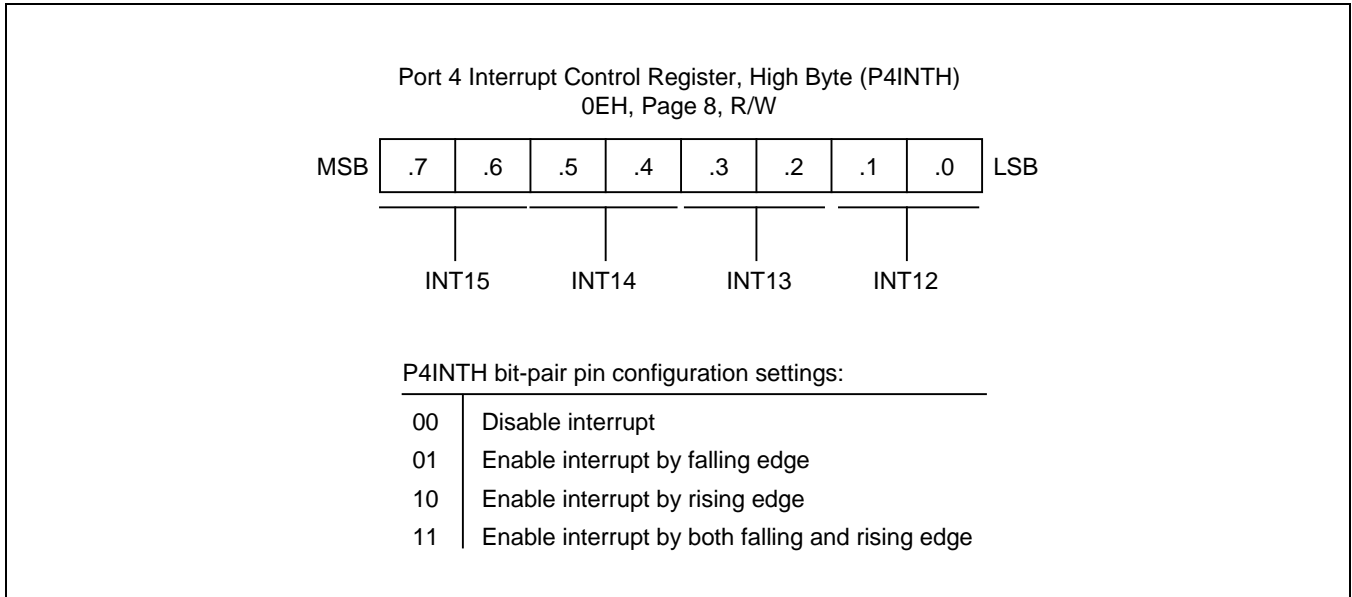 Port 4 Interrupt Control Register, High Byte (P4INTH)
0EH, Page 8, R/W
MSB .7 .6 .5 .4 .3 .2 .1 .0 LSB
INT15 INT14 INT13 INT12
P4INTH bit-pair pin configuration settings:
00 Disable interrupt
01 Enable interrupt by falling edge
10 Enable interrupt by rising edge
11 Enable interrupt by both falling and rising edge